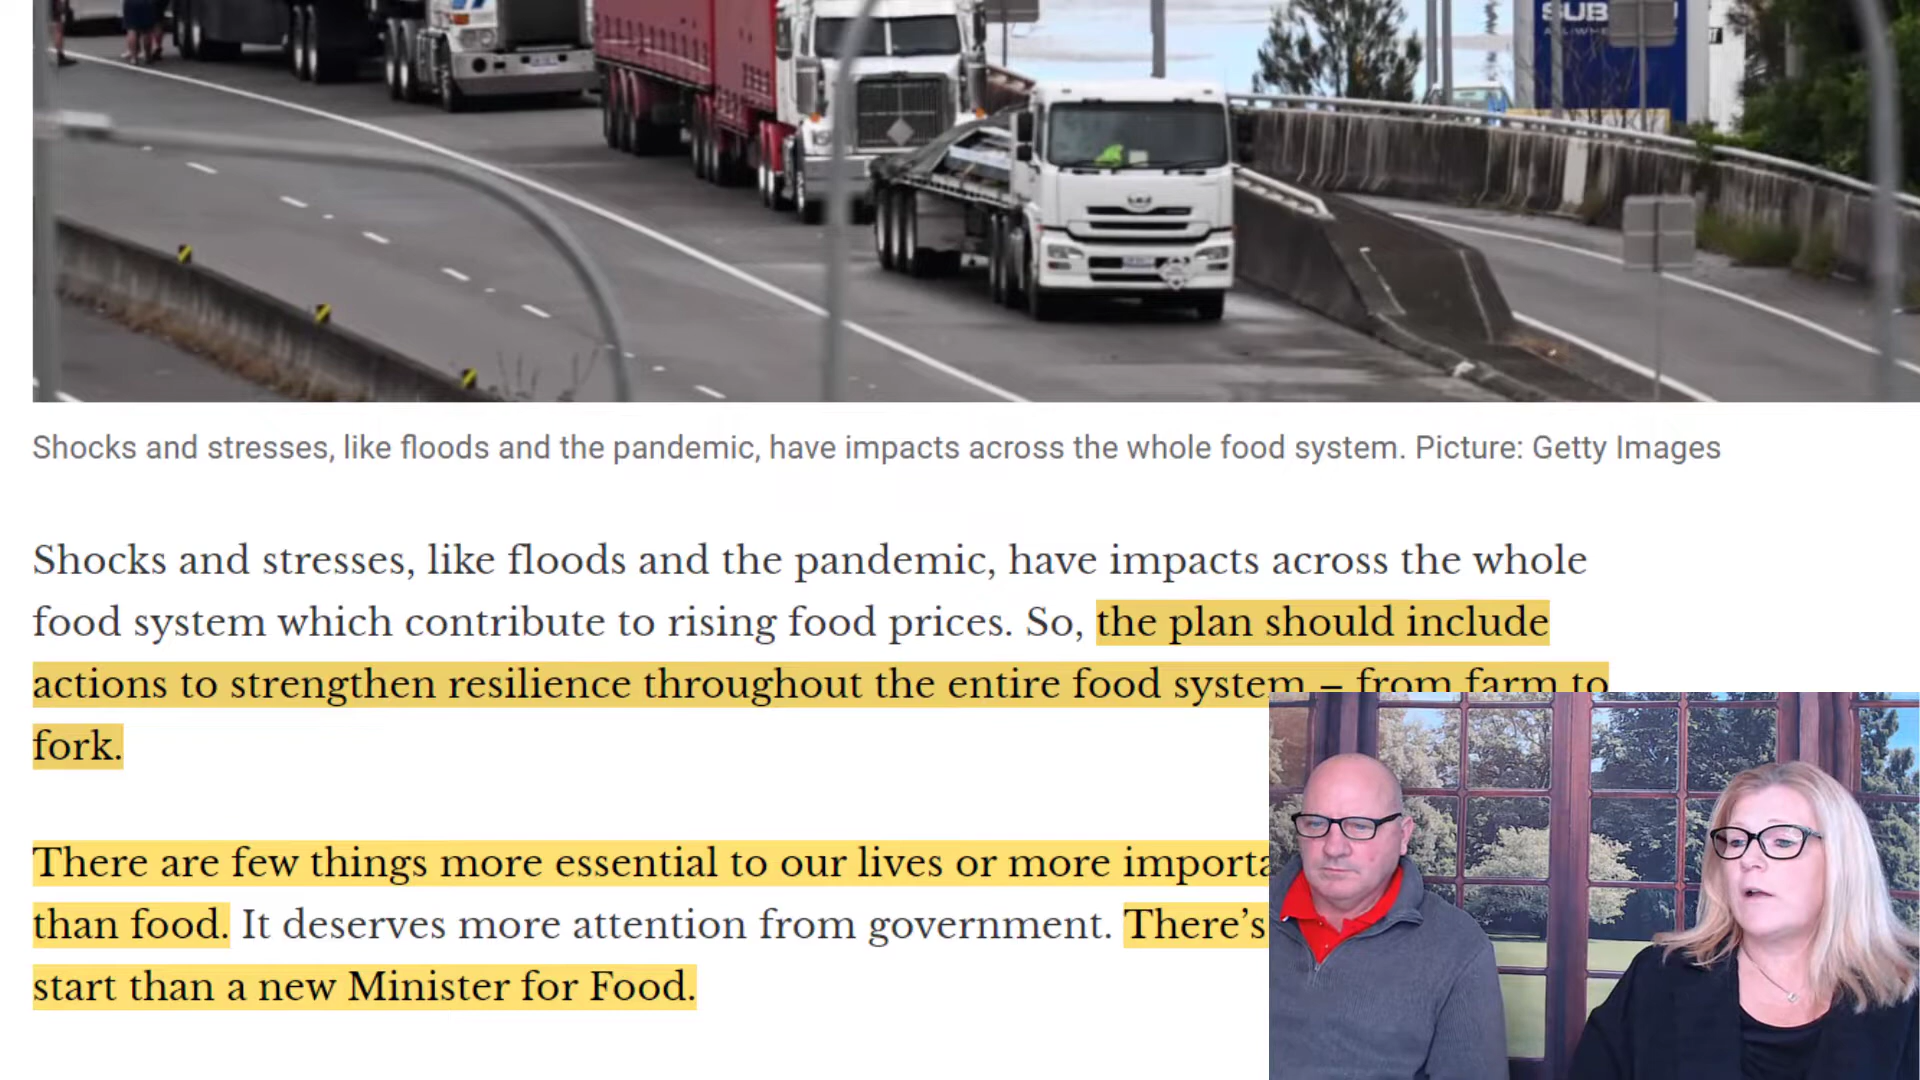 SUB
Shocks and stresses, like floods and the pandemic, have impacts across the whole food system. Picture: Getty Images
Shocks and stresses, like floods and the pandemic, have impacts across the whole
food system which contribute to rising food prices. So, the plan should include
actions to strengthen resilience throughout the entire food system – from farm to
fork.
There are few things more essential to our lives or more
than food. It deserves more attention from government. There’s
start than a new Minister for Food.